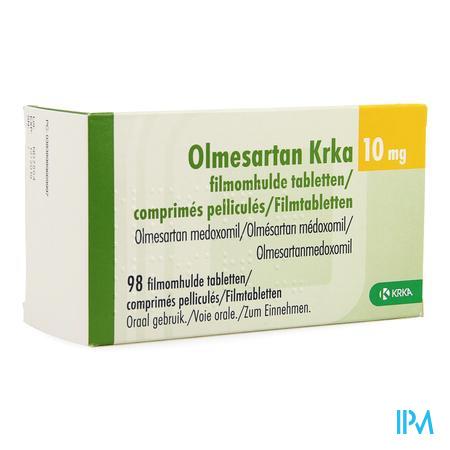 Olmesartan Krka 10 mg
filmomhulde tabletten/
comprimés pelliculés/Filmtabletten
Olmesartan medoxomil/Olmésartan médoxomil/
Olmesartanmedoxomil
98 filmomhulde tabletten/
comprimés pelliculés/Filmtabletten
Oraal gebruik./Voie orale./Zum Einnehmen.
KRKA
IPM